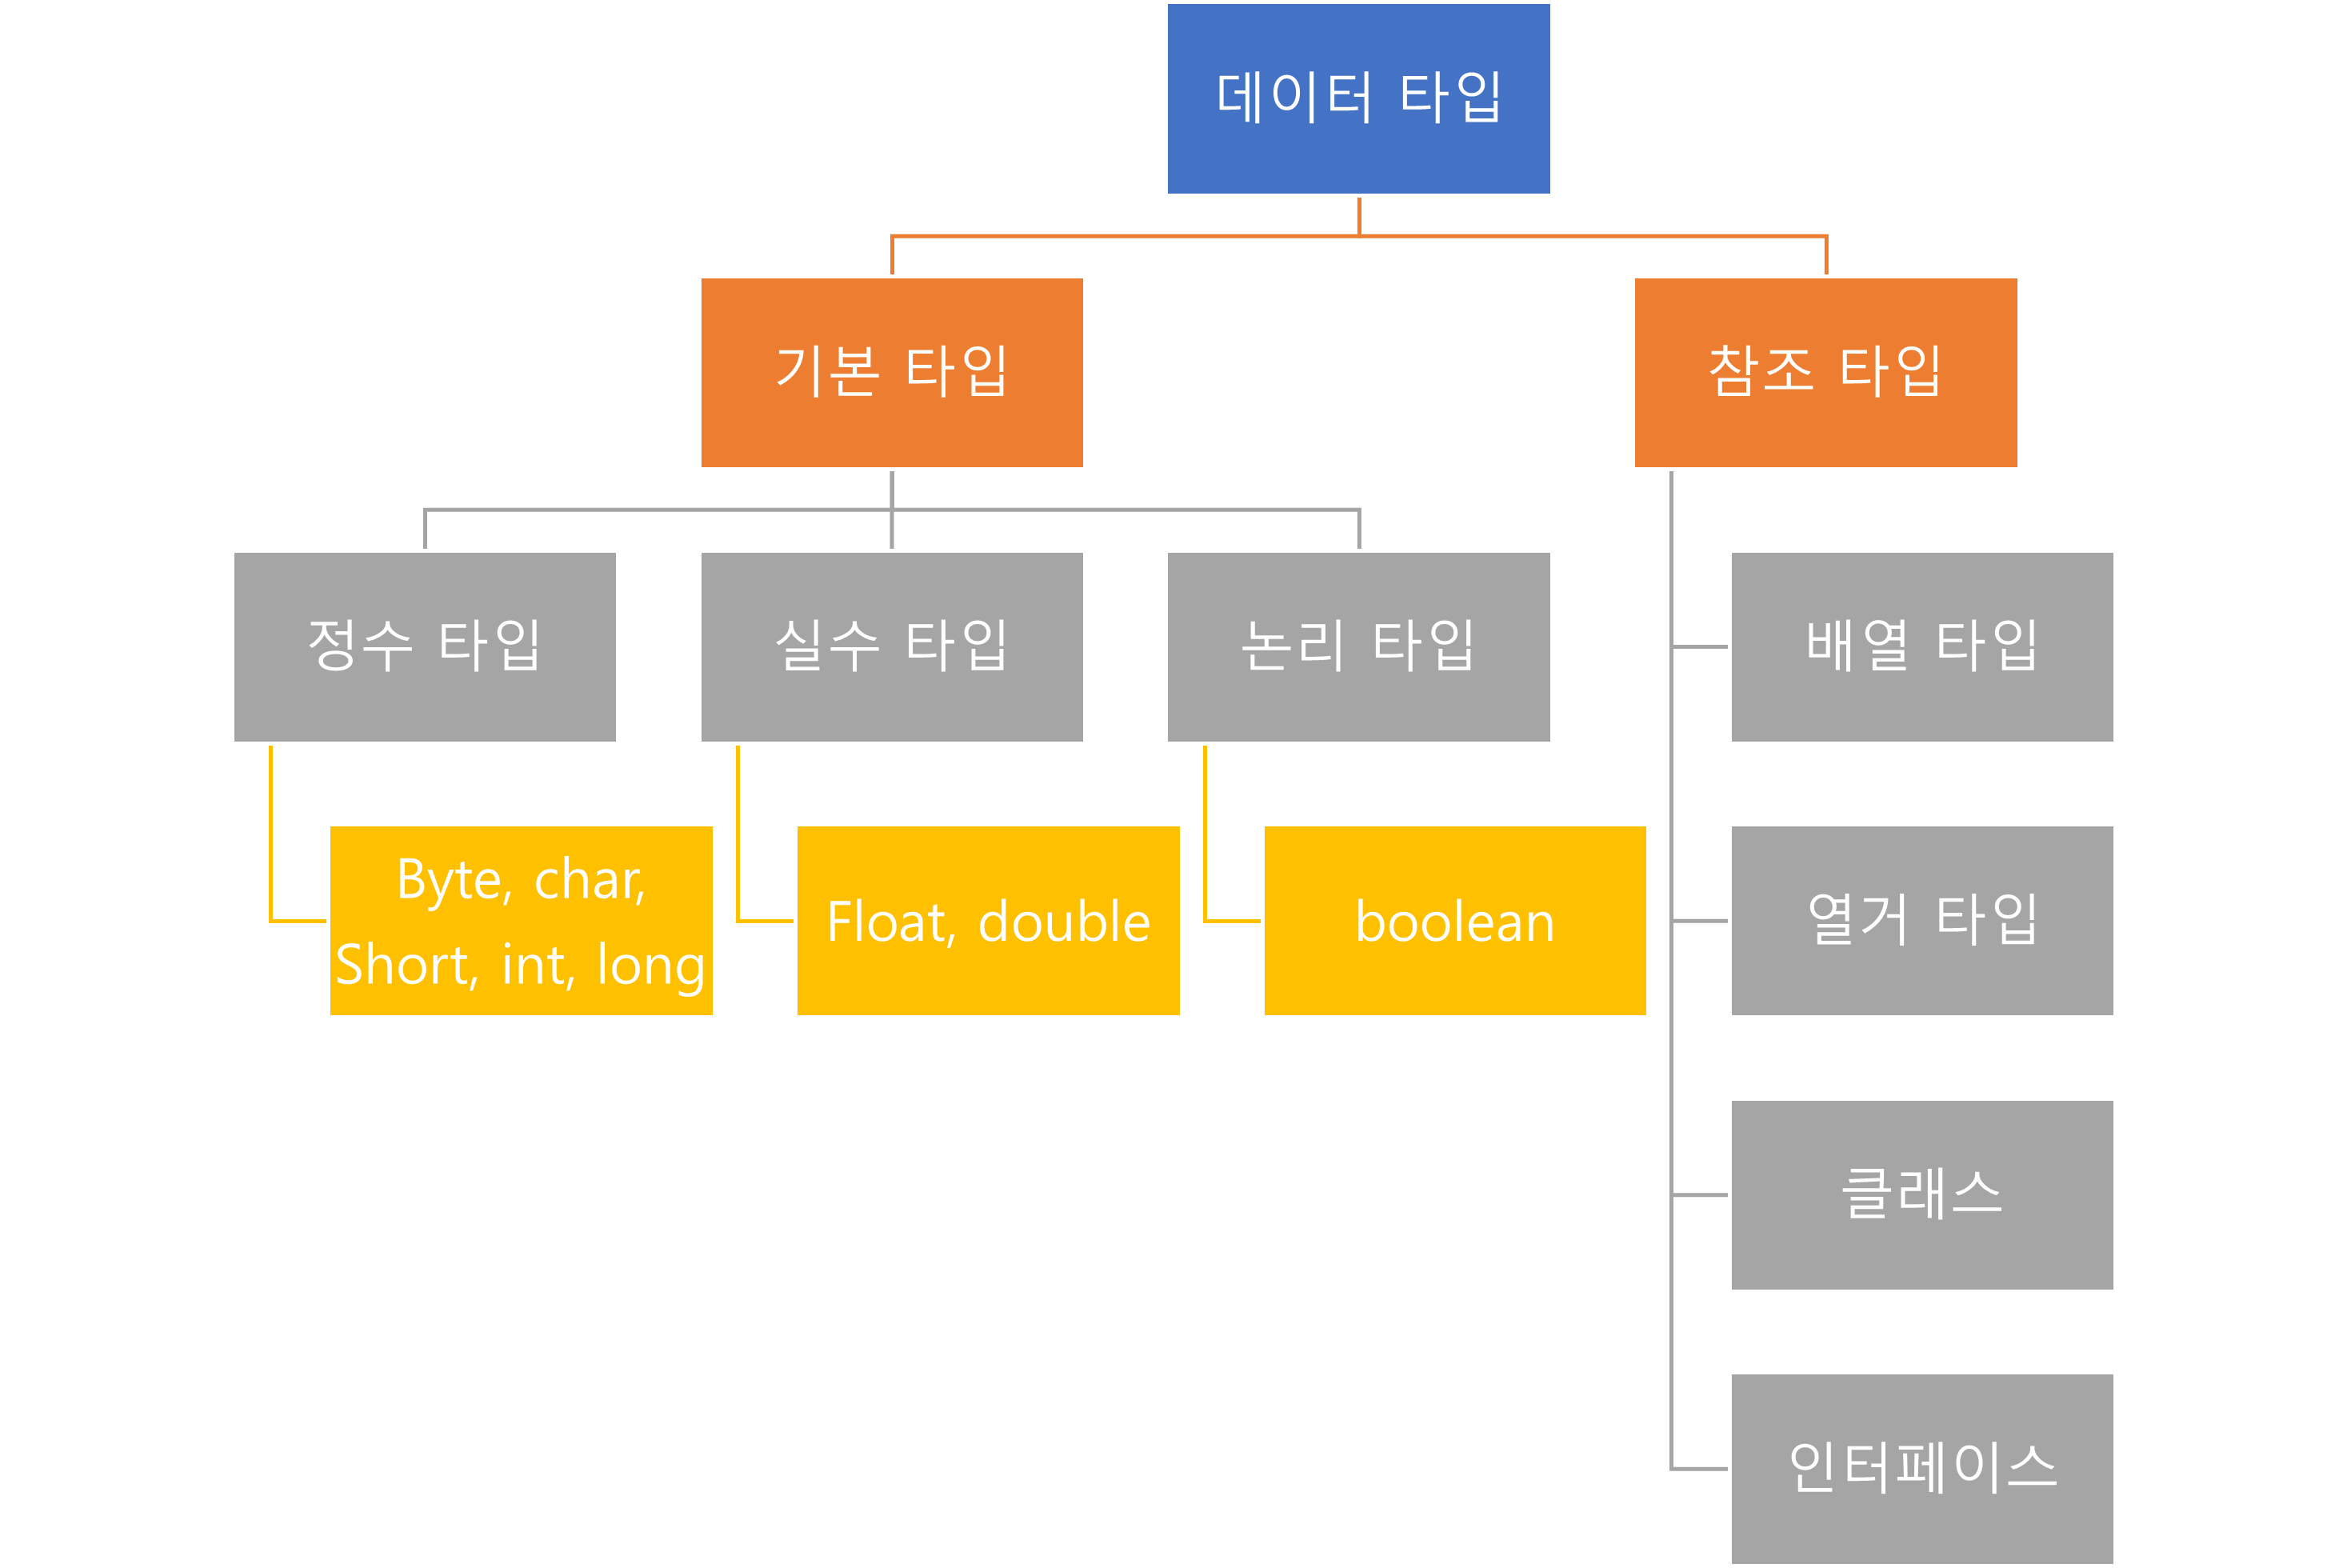 데이터 타입
기본 타입
참조 타입
정수 타입
실수 타입
논리 타입
배열 타입
Byte, char,
Short, int, long
Float, double
boolean
열거 타입
클래스
인터페이스